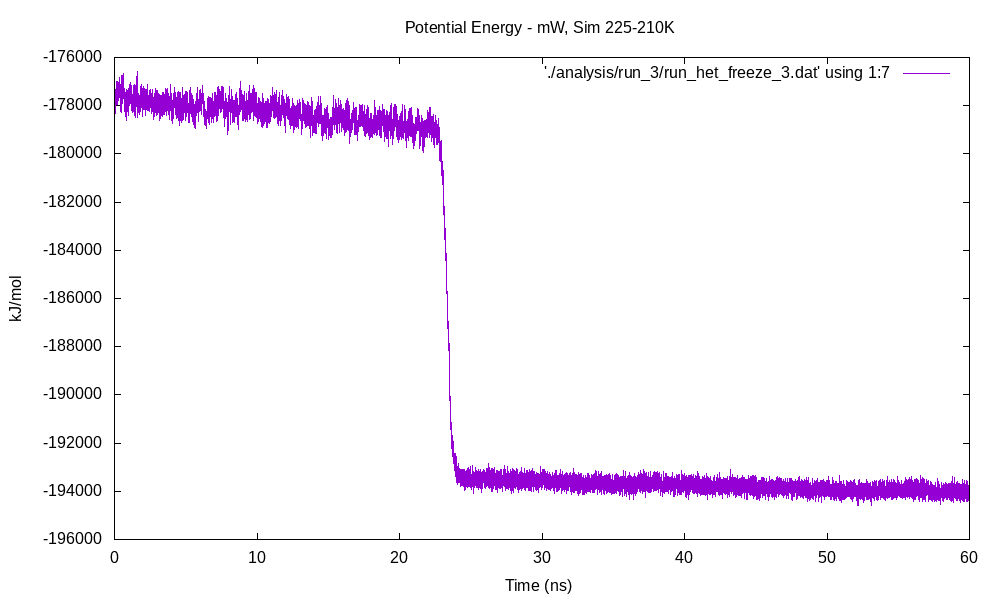 Potential Energy - mW, Sim 225-210K
'./analysis/run_3/run_het_freeze_3.dat' using 1:7
-176000
-178000
-180000
-182000
-184000
-186000
-188000
-190000
-192000
-194000
-196000
kJ/mol
0 10 20 30 40 50 60
Time (ns)